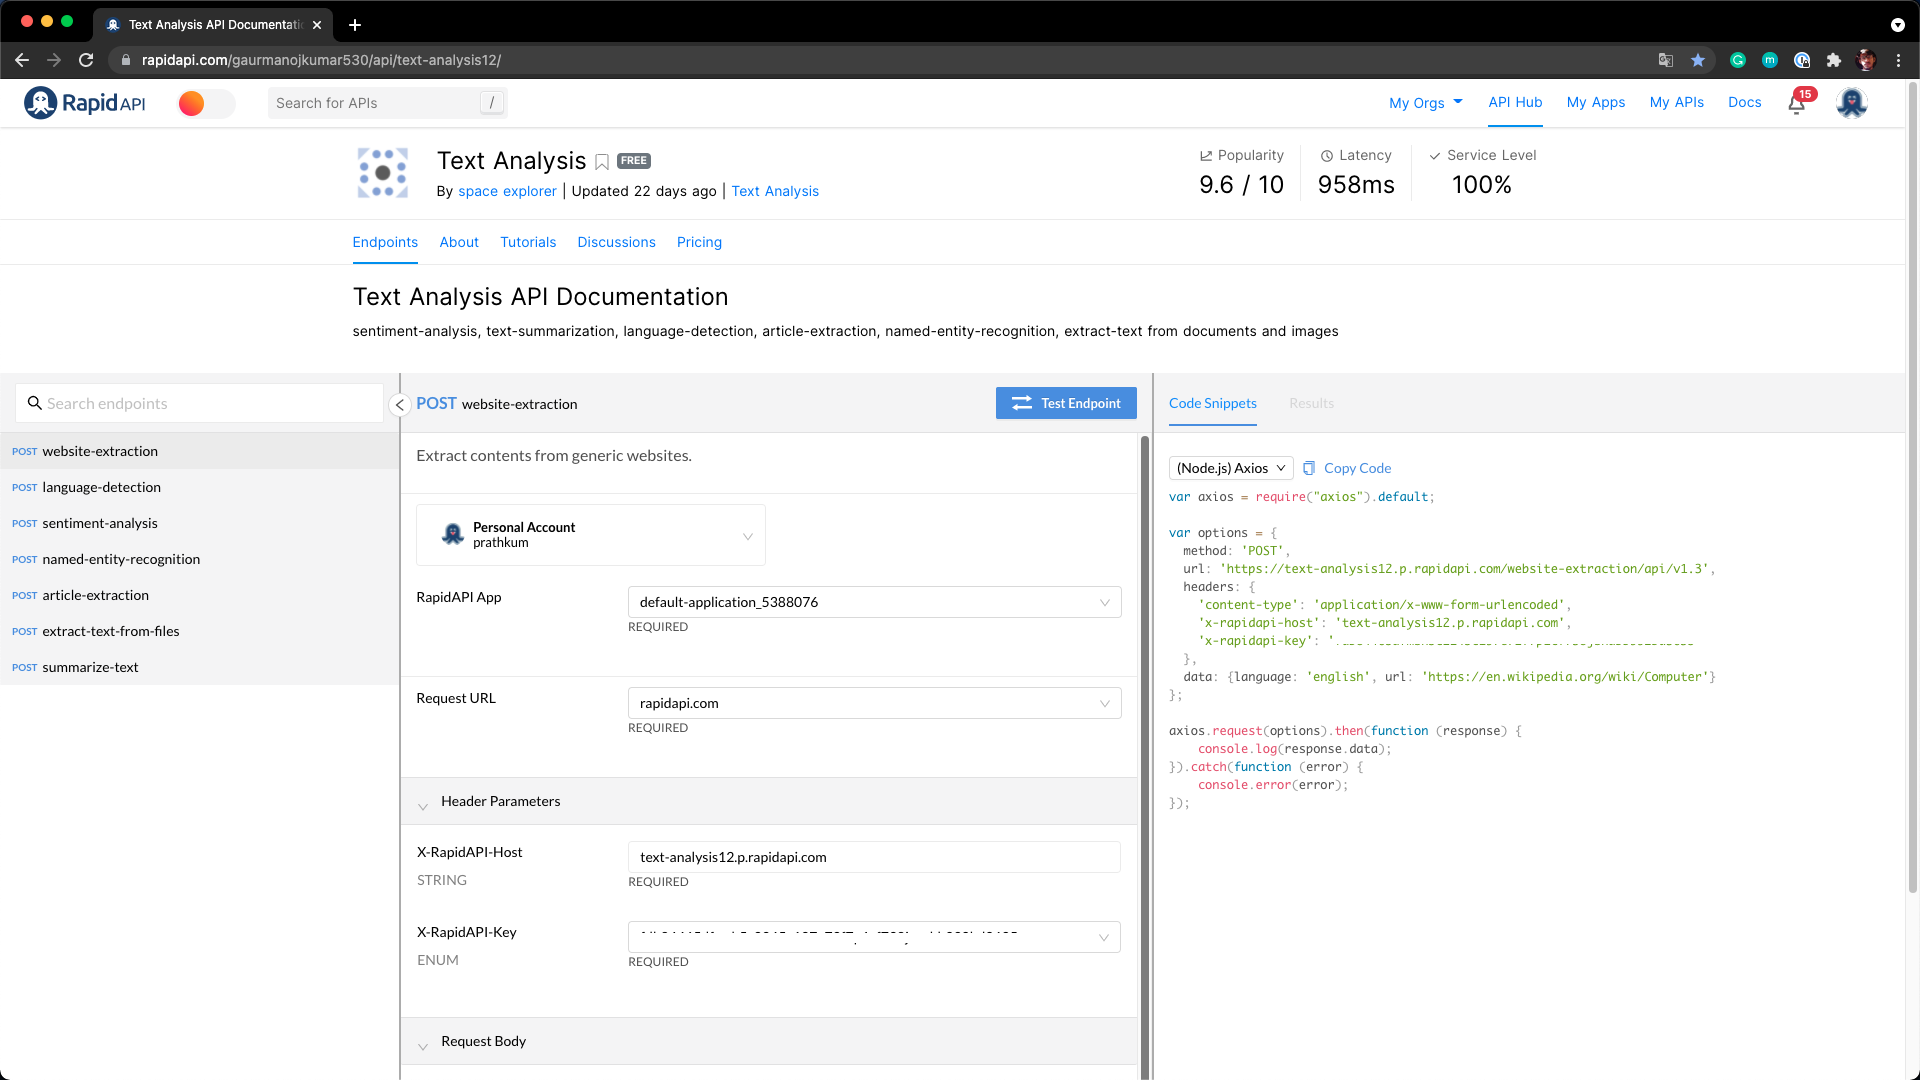 Text Analysis API Documentati
rapidapi.com/gaurmanojkumar530/api/text-analysis12/
Rapid API
Search for APIs /
My Orgs API Hub My Apps My APIs Docs 15
Text Analysis FREE
By space explorer | Updated 22 days ago | Text Analysis
Popularity Latency Service Level
9.6 / 10 958ms 100%
Endpoints About Tutorials Discussions Pricing
Text Analysis API Documentation
sentiment-analysis, text-summarization, language-detection, article-extraction, named-entity-recognition, extract-text from documents and images
Search endpoints
POST website-extraction
POST language-detection
POST sentiment-analysis
POST named-entity-recognition
POST article-extraction
POST extract-text-from-files
POST summarize-text
POST website-extraction
Test Endpoint
Extract contents from generic websites.
Personal Account
prathkum
RapidAPI App
default-application_5388076
REQUIRED
Request URL
rapidapi.com
REQUIRED
Header Parameters
X-RapidAPI-Host
text-analysis12.p.rapidapi.com
STRING
REQUIRED
X-RapidAPI-Key
ENUM
REQUIRED
Request Body
Code Snippets Results
(Node.js) Axios Copy Code
var axios = require("axios").default;
var options = {
method: 'POST',
url: 'https://text-analysis12.p.rapidapi.com/website-extraction/api/v1.3',
headers: {
'content-type': 'application/x-www-form-urlencoded',
'x-rapidapi-host': 'text-analysis12.p.rapidapi.com',
'x-rapidapi-key': '
},
data: {language: 'english', url: 'https://en.wikipedia.org/wiki/Computer'}
};
axios.request(options).then(function (response) {
console.log(response.data);
}).catch(function (error) {
console.error(error);
});